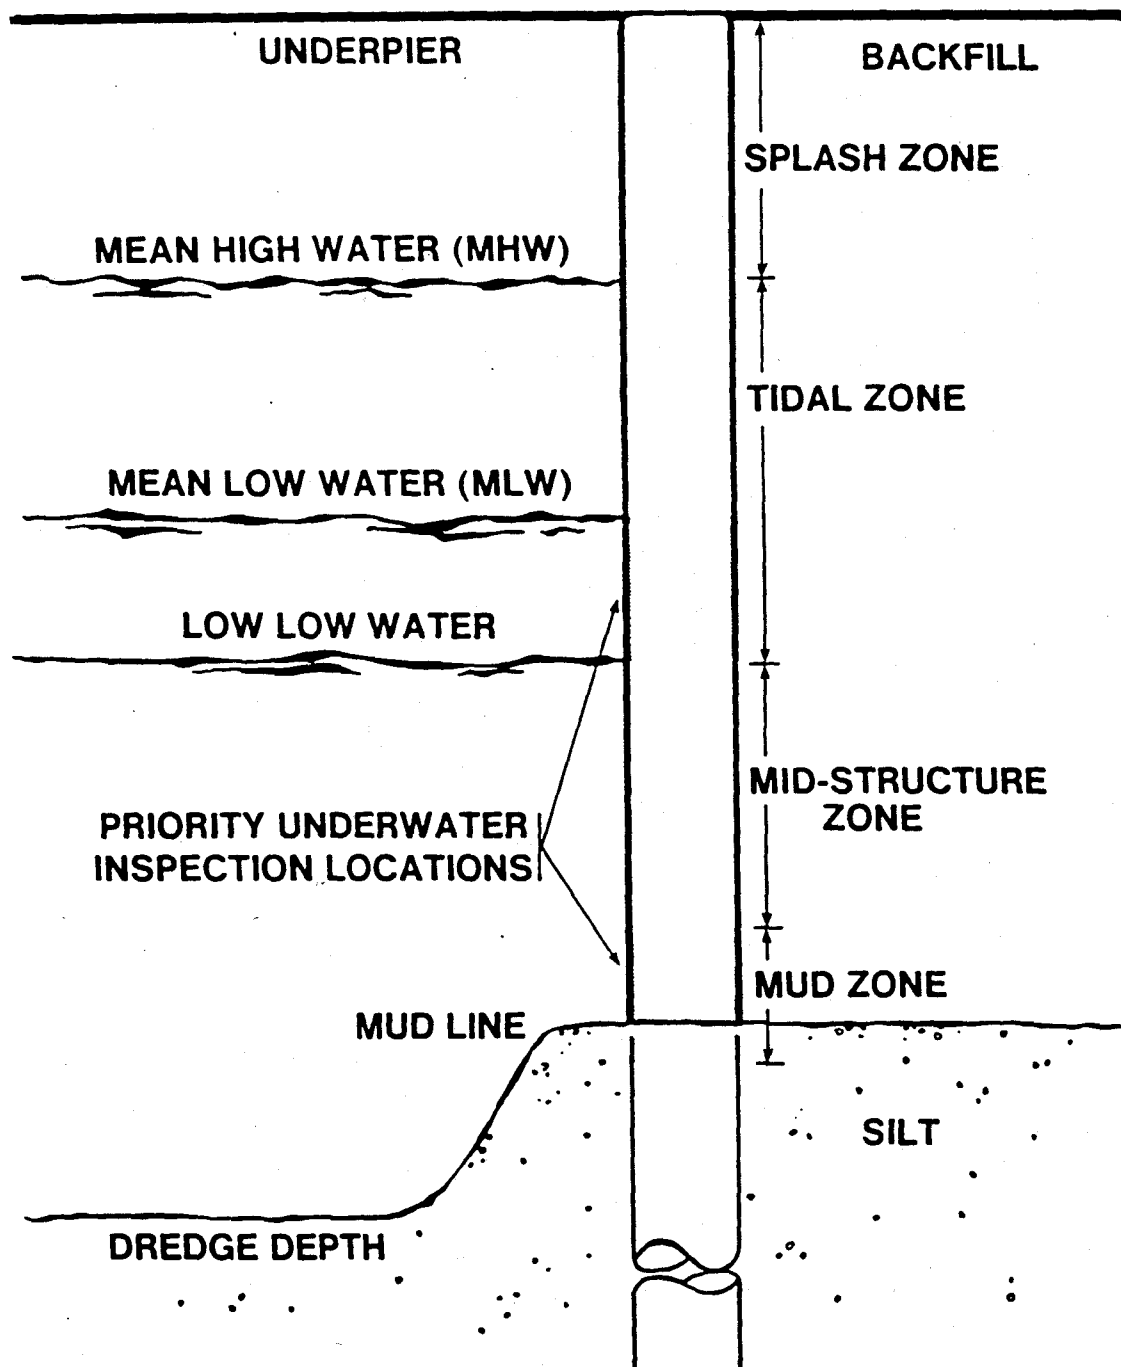 UNDERPIER
BACKFILL
SPLASH ZONE
MEAN HIGH WATER (MHW)
TIDAL ZONE
MEAN LOW WATER (MLW)
LOW LOW WATER
MID-STRUCTURE
ZONE
PRIORITY UNDERWATER
INSPECTION LOCATIONS
MUD ZONE
MUD LINE
SILT
DREDGE DEPTH